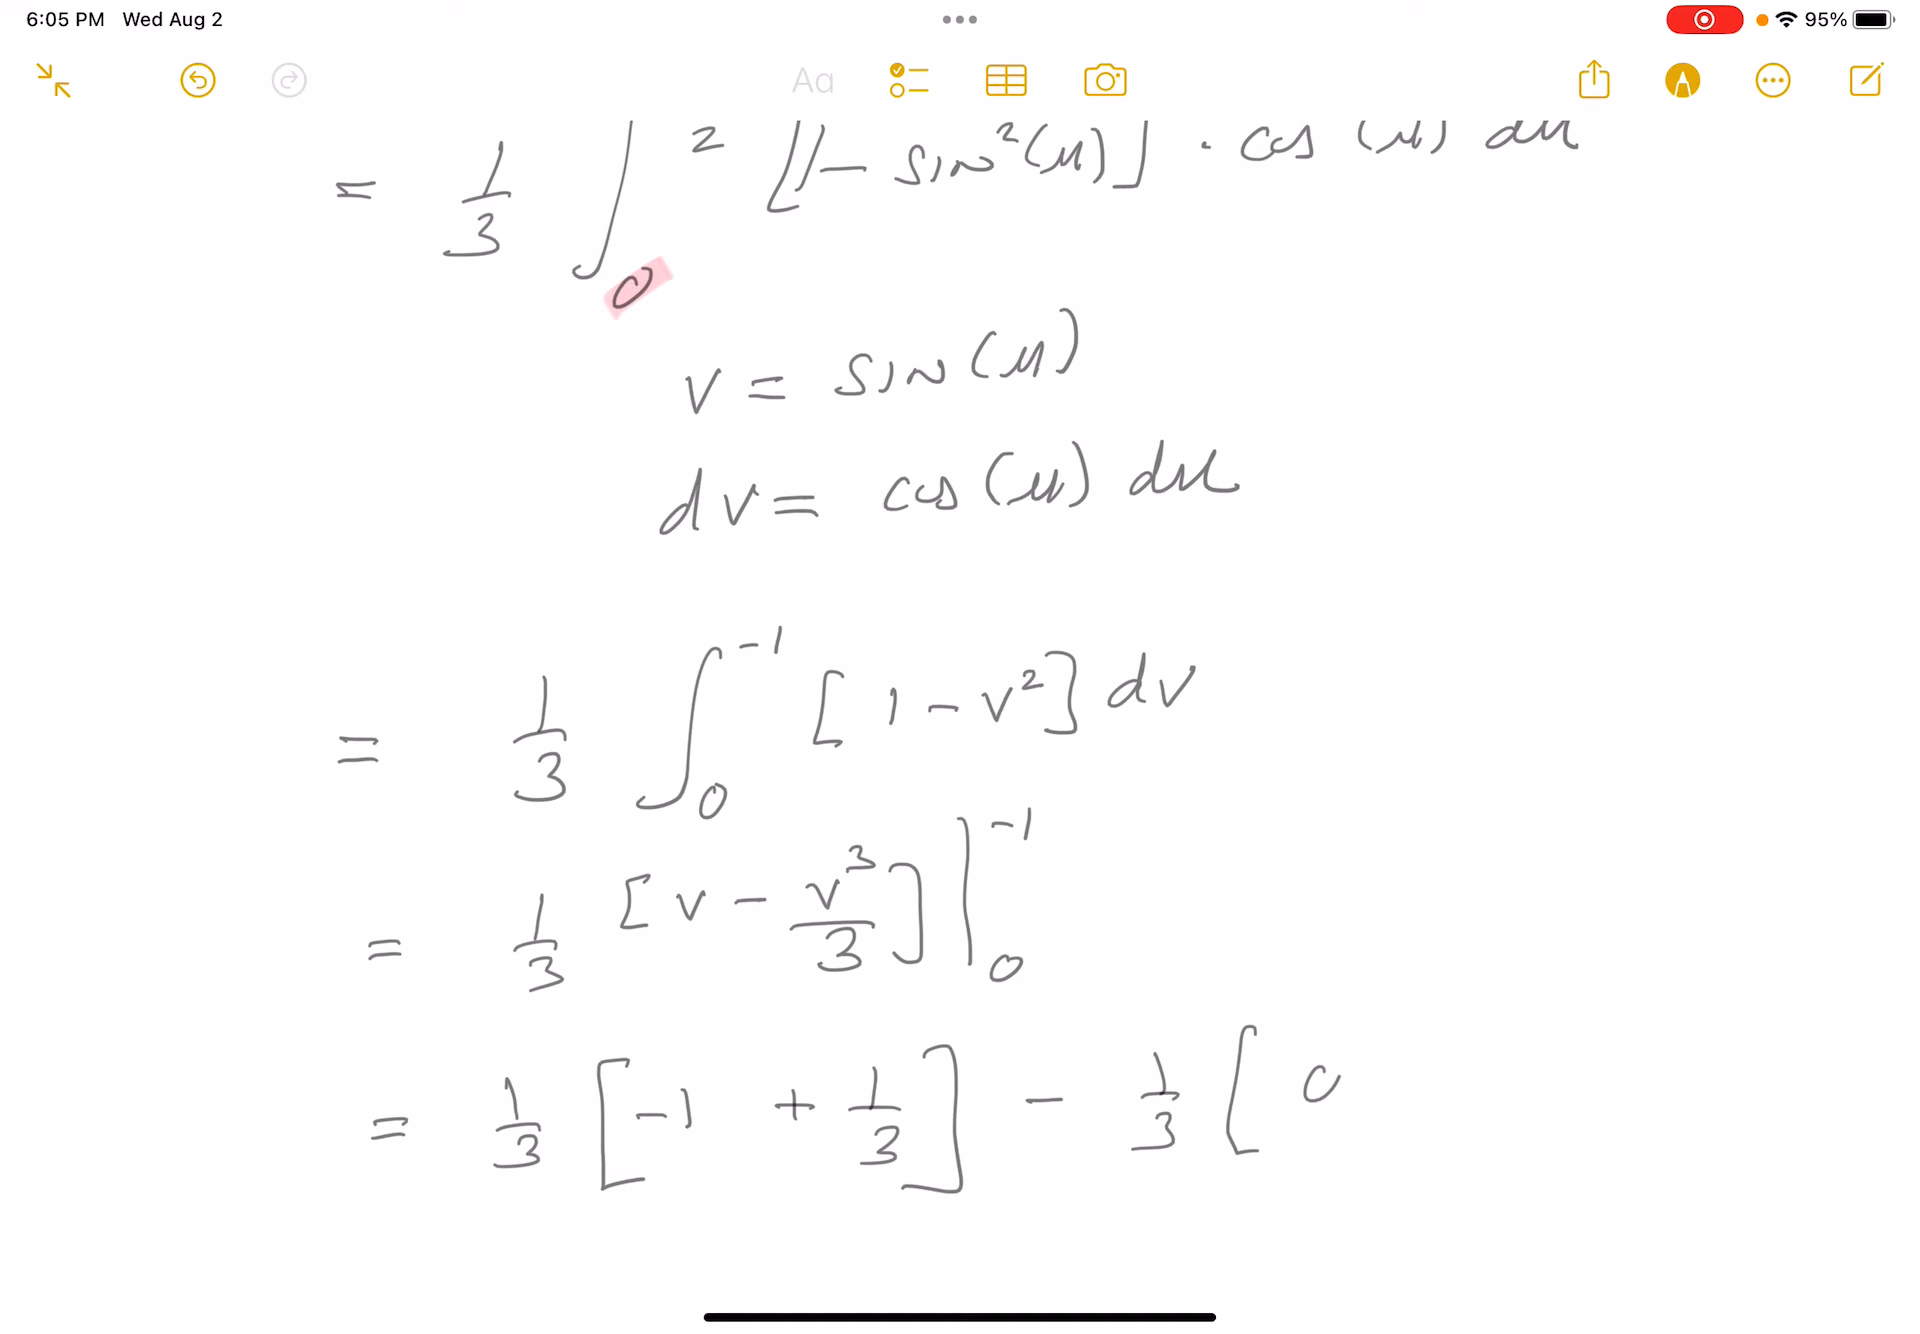 6:05 PM Wed Aug 2 95%
Aa
= 1/3 ∫₀ 2 [1 - sin²(u)] · cos (u) du
v = sin(u)
dv = cos(u) du
= 1/3 ∫₀⁻¹ [1 - v²] dv
= 1/3 [v - v³/3] |₀⁻¹
= 1/3 [-1 + 1/3] - 1/3 [0